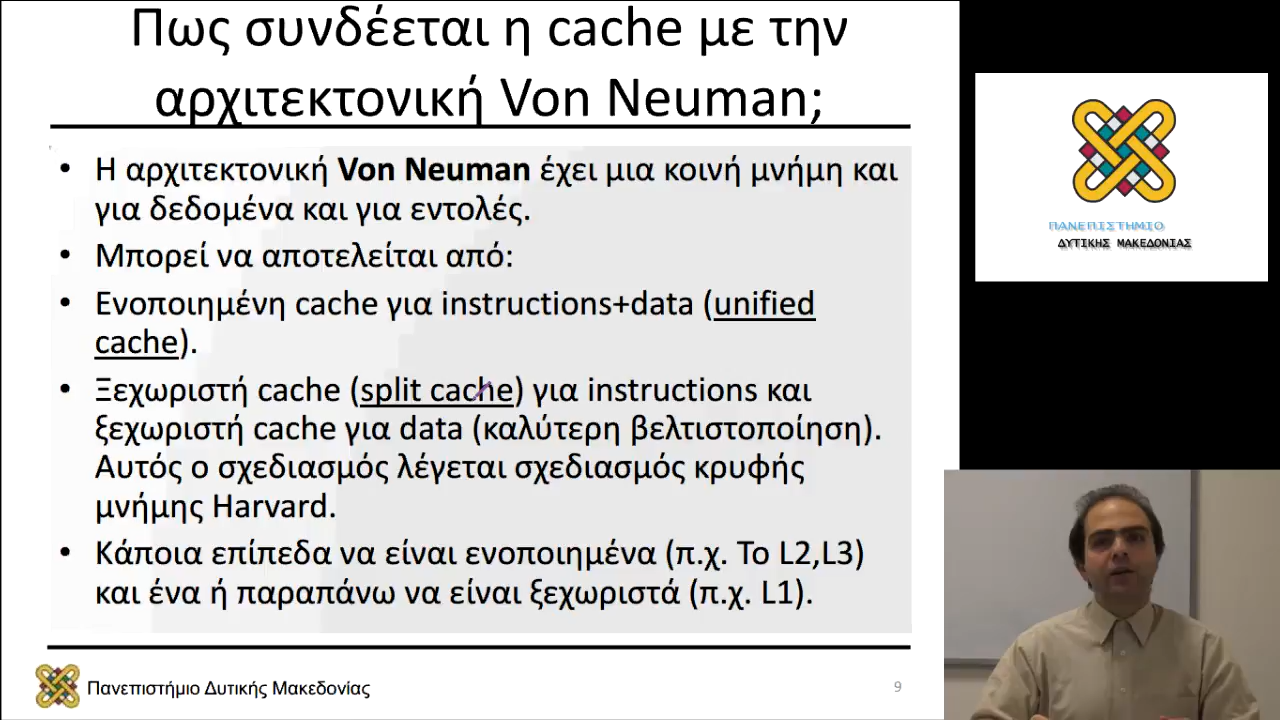 Πως συνδέεται η cache με την
αρχιτεκτονική Von Neuman;
• Η αρχιτεκτονική Von Neuman έχει μια κοινή μνήμη και
για δεδομένα και για εντολές.
• Μπορεί να αποτελείται από:
• Ενοποιημένη cache για instructions+data (unified
cache).
• Ξεχωριστή cache (split cache) για instructions και
ξεχωριστή cache για data (καλύτερη βελτιστοποίηση).
Αυτός ο σχεδιασμός λέγεται σχεδιασμός κρυφής
μνήμης Harvard.
• Κάποια επίπεδα να είναι ενοποιημένα (π.χ. Το L2,L3)
και ένα ή παραπάνω να είναι ξεχωριστά (π.χ. L1).
Πανεπιστήμιο Δυτικής Μακεδονίας
9
ΠΑΝΕΠΙΣΤΗΜΙΟ
ΔΥΤΙΚΗΣ ΜΑΚΕΔΟΝΙΑΣ